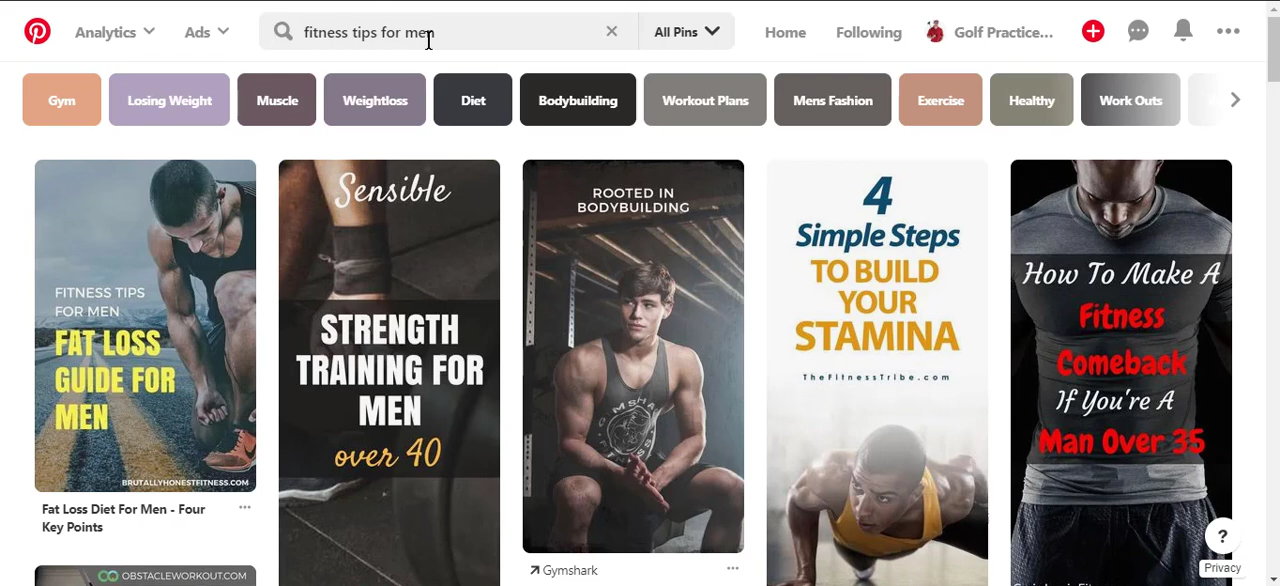 Analytics
Ads
fitness tips for men
All Pins
Home
Following
Golf Practice...
Gym
Losing Weight
Muscle
Weightloss
Diet
Bodybuilding
Workout Plans
Mens Fashion
Exercise
Healthy
Work Outs
FITNESS TIPS
FOR MEN
FAT LOSS
GUIDE FOR
MEN
BRUTALLYHONESTFITNESS.COM
Fat Loss Diet For Men - Four
Key Points
OBSTACLEWORKOUT.COM
Sensible
STRENGTH
TRAINING FOR
MEN
over 40
ROOTED IN
BODYBUILDING
GYMSHARK
Gymshark
4
Simple Steps
TO BUILD
YOUR
STAMINA
TheFitnessTribe.com
How To Make A
Fitness
Comeback
If You're A
Man Over 35
?
Privacy